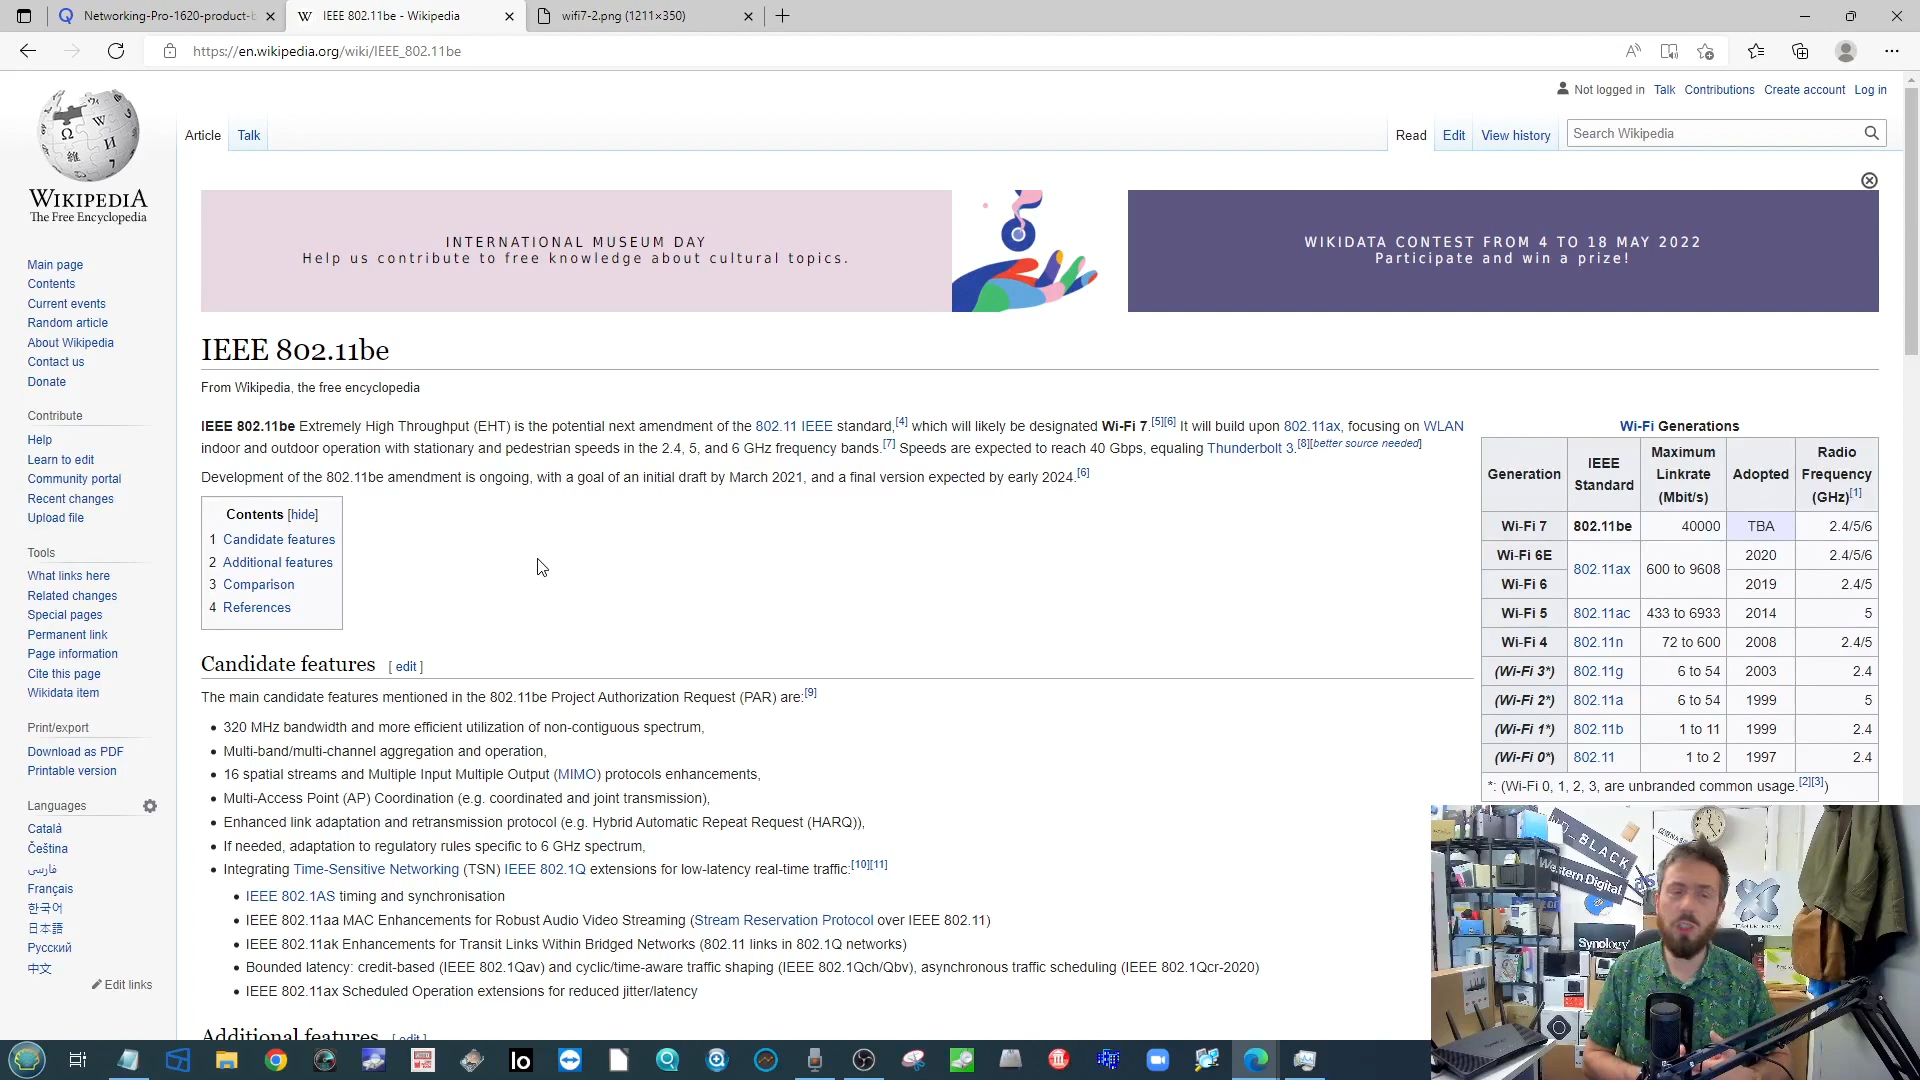 Networking-Pro-1620-product-b
IEEE 802.11be - Wikipedia
wifi7-2.png (1211×350)
https://en.wikipedia.org/wiki/IEEE_802.11be
Not logged in Talk Contributions Create account Log in
Article Talk
Read Edit View history Search Wikipedia
WIKIPEDIA
The Free Encyclopedia
INTERNATIONAL MUSEUM DAY
Help us contribute to free knowledge about cultural topics.
WIKIDATA CONTEST FROM 4 TO 18 MAY 2022
Participate and win a prize!
Main page
Contents
Current events
Random article
About Wikipedia
Contact us
Donate
Contribute
Help
Learn to edit
Community portal
Recent changes
Upload file
Tools
What links here
Related changes
Special pages
Permanent link
Page information
Cite this page
Wikidata item
Print/export
Download as PDF
Printable version
Languages
Català
Čeština
فارسی
Français
한국어
日本語
Русский
中文
Edit links
IEEE 802.11be
From Wikipedia, the free encyclopedia
IEEE 802.11be Extremely High Throughput (EHT) is the potential next amendment of the 802.11 IEEE standard,[4] which will likely be designated Wi-Fi 7.[5][6] It will build upon 802.11ax, focusing on WLAN
indoor and outdoor operation with stationary and pedestrian speeds in the 2.4, 5, and 6 GHz frequency bands.[7] Speeds are expected to reach 40 Gbps, equaling Thunderbolt 3.[8][better source needed]
Development of the 802.11be amendment is ongoing, with a goal of an initial draft by March 2021, and a final version expected by early 2024.[6]
Contents [hide]
1 Candidate features
2 Additional features
3 Comparison
4 References
Candidate features [ edit ]
The main candidate features mentioned in the 802.11be Project Authorization Request (PAR) are:[9]
• 320 MHz bandwidth and more efficient utilization of non-contiguous spectrum,
• Multi-band/multi-channel aggregation and operation,
• 16 spatial streams and Multiple Input Multiple Output (MIMO) protocols enhancements,
• Multi-Access Point (AP) Coordination (e.g. coordinated and joint transmission),
• Enhanced link adaptation and retransmission protocol (e.g. Hybrid Automatic Repeat Request (HARQ)),
• If needed, adaptation to regulatory rules specific to 6 GHz spectrum,
• Integrating Time-Sensitive Networking (TSN) IEEE 802.1Q extensions for low-latency real-time traffic:[10][11]
• IEEE 802.1AS timing and synchronisation
• IEEE 802.11aa MAC Enhancements for Robust Audio Video Streaming (Stream Reservation Protocol over IEEE 802.11)
• IEEE 802.11ak Enhancements for Transit Links Within Bridged Networks (802.11 links in 802.1Q networks)
• Bounded latency: credit-based (IEEE 802.1Qav) and cyclic/time-aware traffic shaping (IEEE 802.1Qch/Qbv), asynchronous traffic scheduling (IEEE 802.1Qcr-2020)
• IEEE 802.11ax Scheduled Operation extensions for reduced jitter/latency
Additional features [ edit ]
Wi-Fi Generations
Generation IEEE Standard Maximum Linkrate (Mbit/s) Adopted Radio Frequency (GHz)[1]
Wi-Fi 7 802.11be 40000 TBA 2.4/5/6
Wi-Fi 6E 802.11ax 600 to 9608 2020 2.4/5/6
Wi-Fi 6 2019 2.4/5
Wi-Fi 5 802.11ac 433 to 6933 2014 5
Wi-Fi 4 802.11n 72 to 600 2008 2.4/5
(Wi-Fi 3*) 802.11g 6 to 54 2003 2.4
(Wi-Fi 2*) 802.11a 6 to 54 1999 5
(Wi-Fi 1*) 802.11b 1 to 11 1999 2.4
(Wi-Fi 0*) 802.11 1 to 2 1997 2.4
*: (Wi-Fi 0, 1, 2, 3, are unbranded common usage.[2][3])
BLACK
Western Digital
Synology
Io